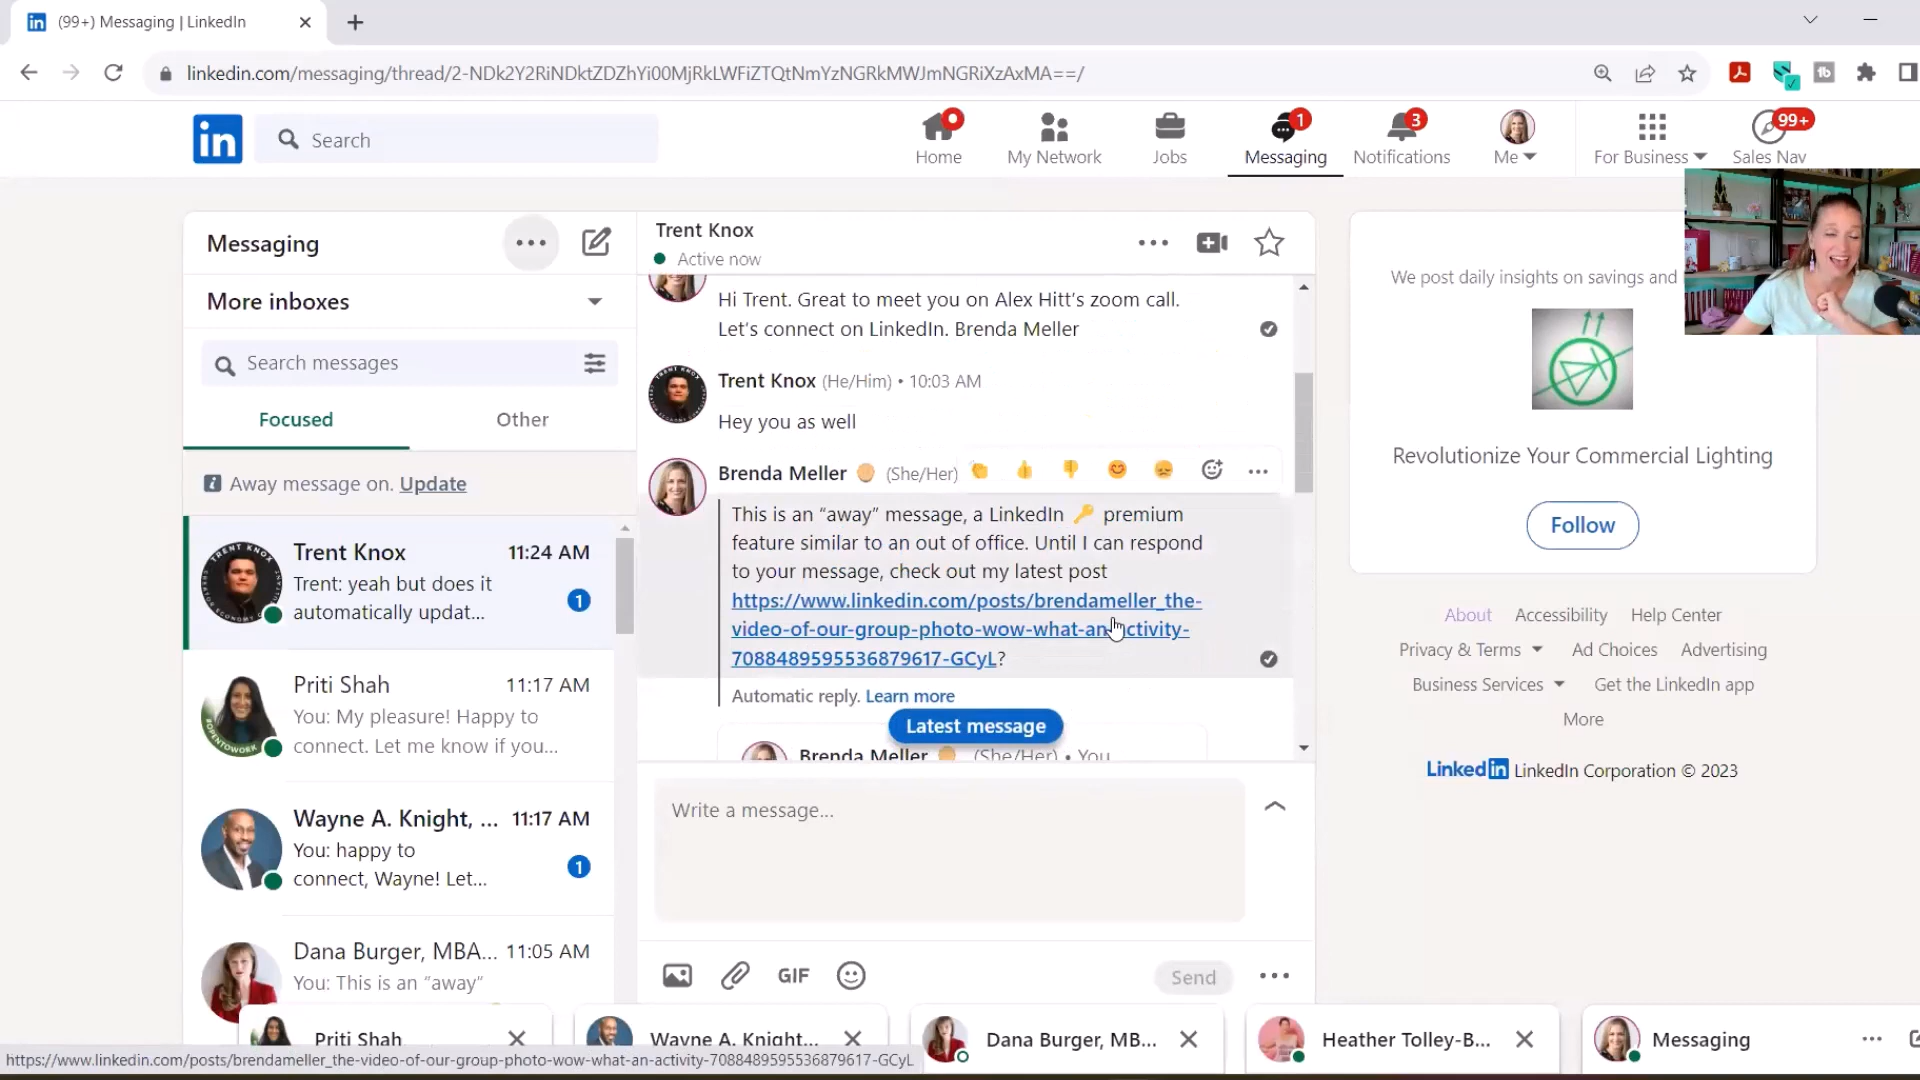 (99+) Messaging | LinkedIn
linkedin.com/messaging/thread/2-NDk2Y2RiNDktZDZhYi00MjRkLWFiZTQtNmYzNGRkMWJmNGRiXzAxMA==/
in
Search
Home
My Network
Jobs
1
Messaging
3
Notifications
Me
For Business
99+
Sales Nav
Messaging
More inboxes
Search messages
Focused
Other
Away message on. Update
Trent Knox
11:24 AM
Trent: yeah but does it
automatically updat...
1
Priti Shah
11:17 AM
You: My pleasure! Happy to
connect. Let me know if you...
#OPENTOWORK
Wayne A. Knight, ...
11:17 AM
You: happy to
connect, Wayne! Let...
1
Dana Burger, MBA...
11:05 AM
You: This is an “away”
Trent Knox
Active now
Hi Trent. Great to meet you on Alex Hitt’s zoom call.
Let’s connect on LinkedIn. Brenda Meller
Trent Knox (He/Him) • 10:03 AM
Hey you as well
Brenda Meller (She/Her)
This is an “away” message, a LinkedIn 🔑 premium
feature similar to an out of office. Until I can respond
to your message, check out my latest post
https://www.linkedin.com/posts/brendameller_the-
video-of-our-group-photo-wow-what-an-activity-
7088489595536879617-GCyL?
Automatic reply. Learn more
Latest message
Brenda Meller (She/Her) • You
Write a message...
GIF
Send
We post daily insights on savings and
Revolutionize Your Commercial Lighting
Follow
About
Accessibility
Help Center
Privacy & Terms
Ad Choices
Advertising
Business Services
Get the LinkedIn app
More
LinkedIn LinkedIn Corporation © 2023
Priti Shah
Wayne A. Knight...
Dana Burger, MB...
Heather Tolley-B...
Messaging
https://www.linkedin.com/posts/brendameller_the-video-of-our-group-photo-wow-what-an-activity-7088489595536879617-GCyL